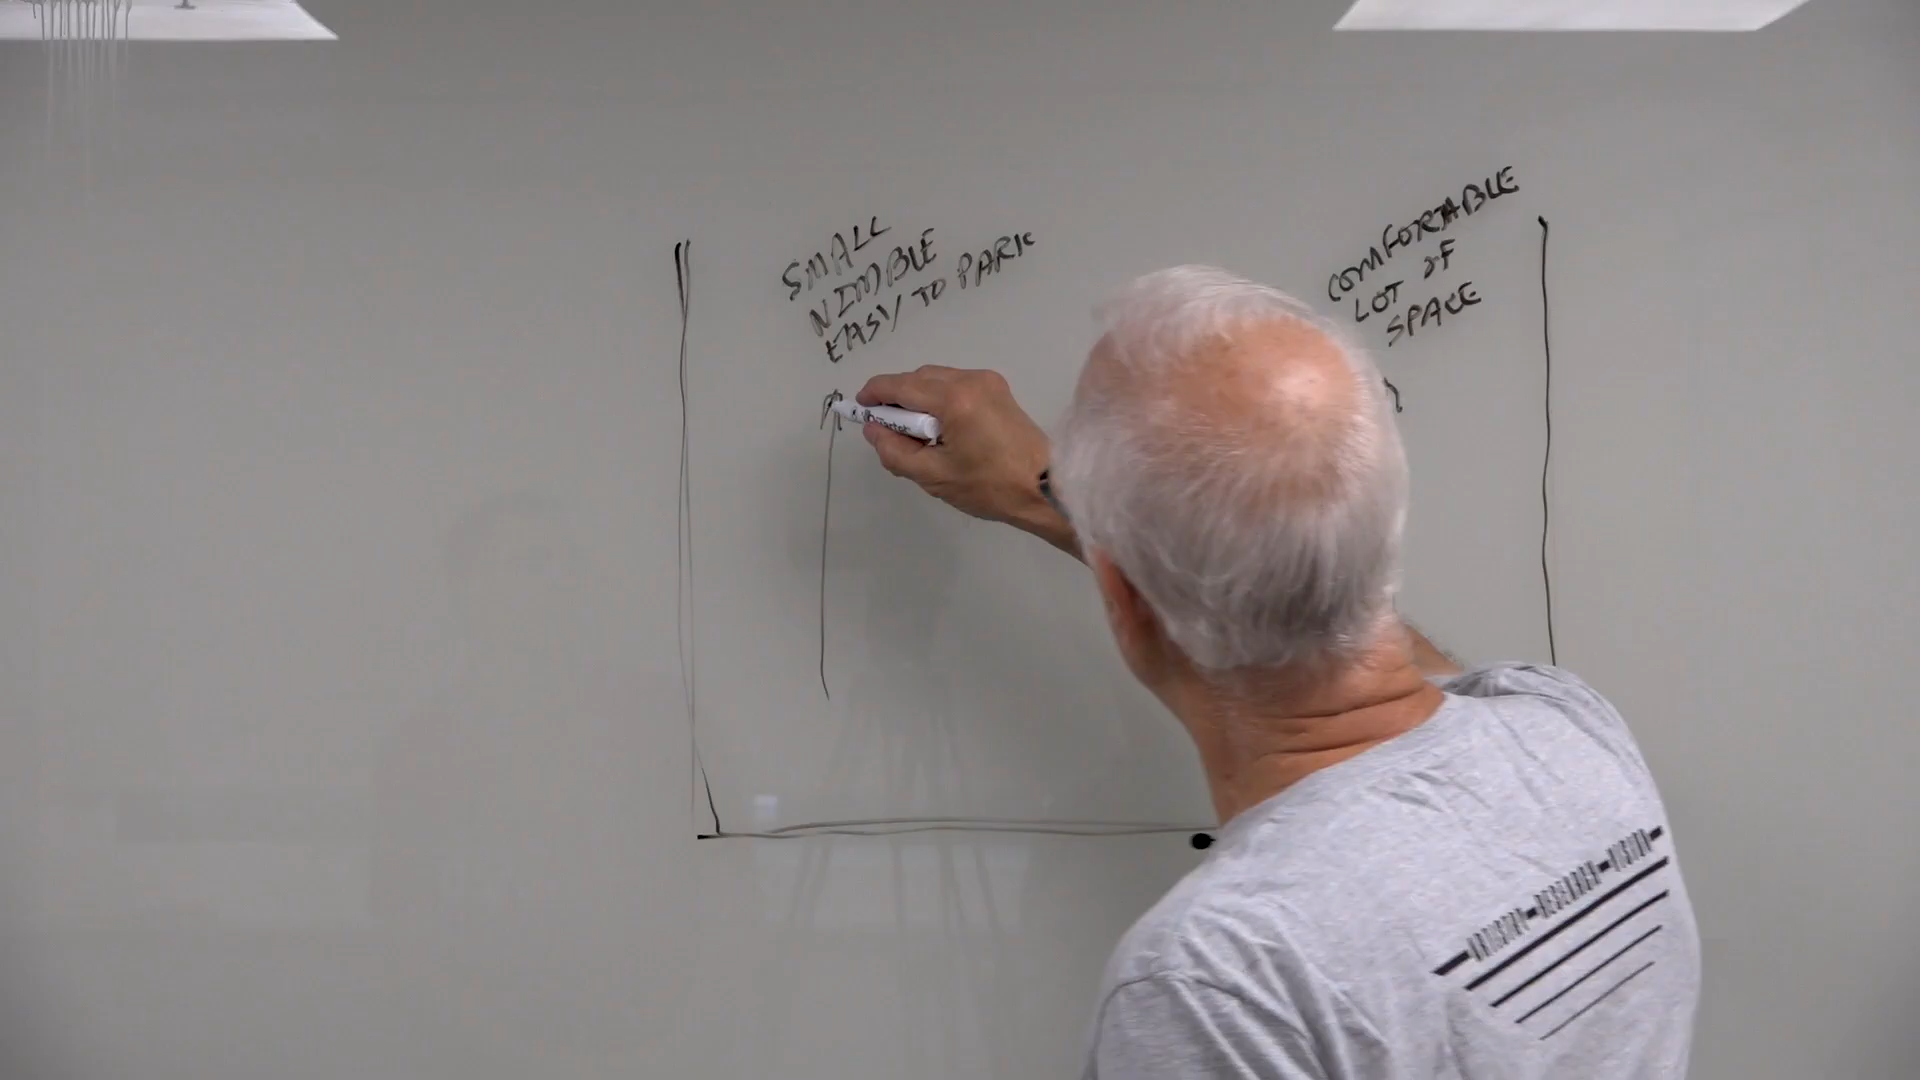 SMALL
NIMBLE
EASY TO PARK
COMFORTABLE
LOT OF
SPACE